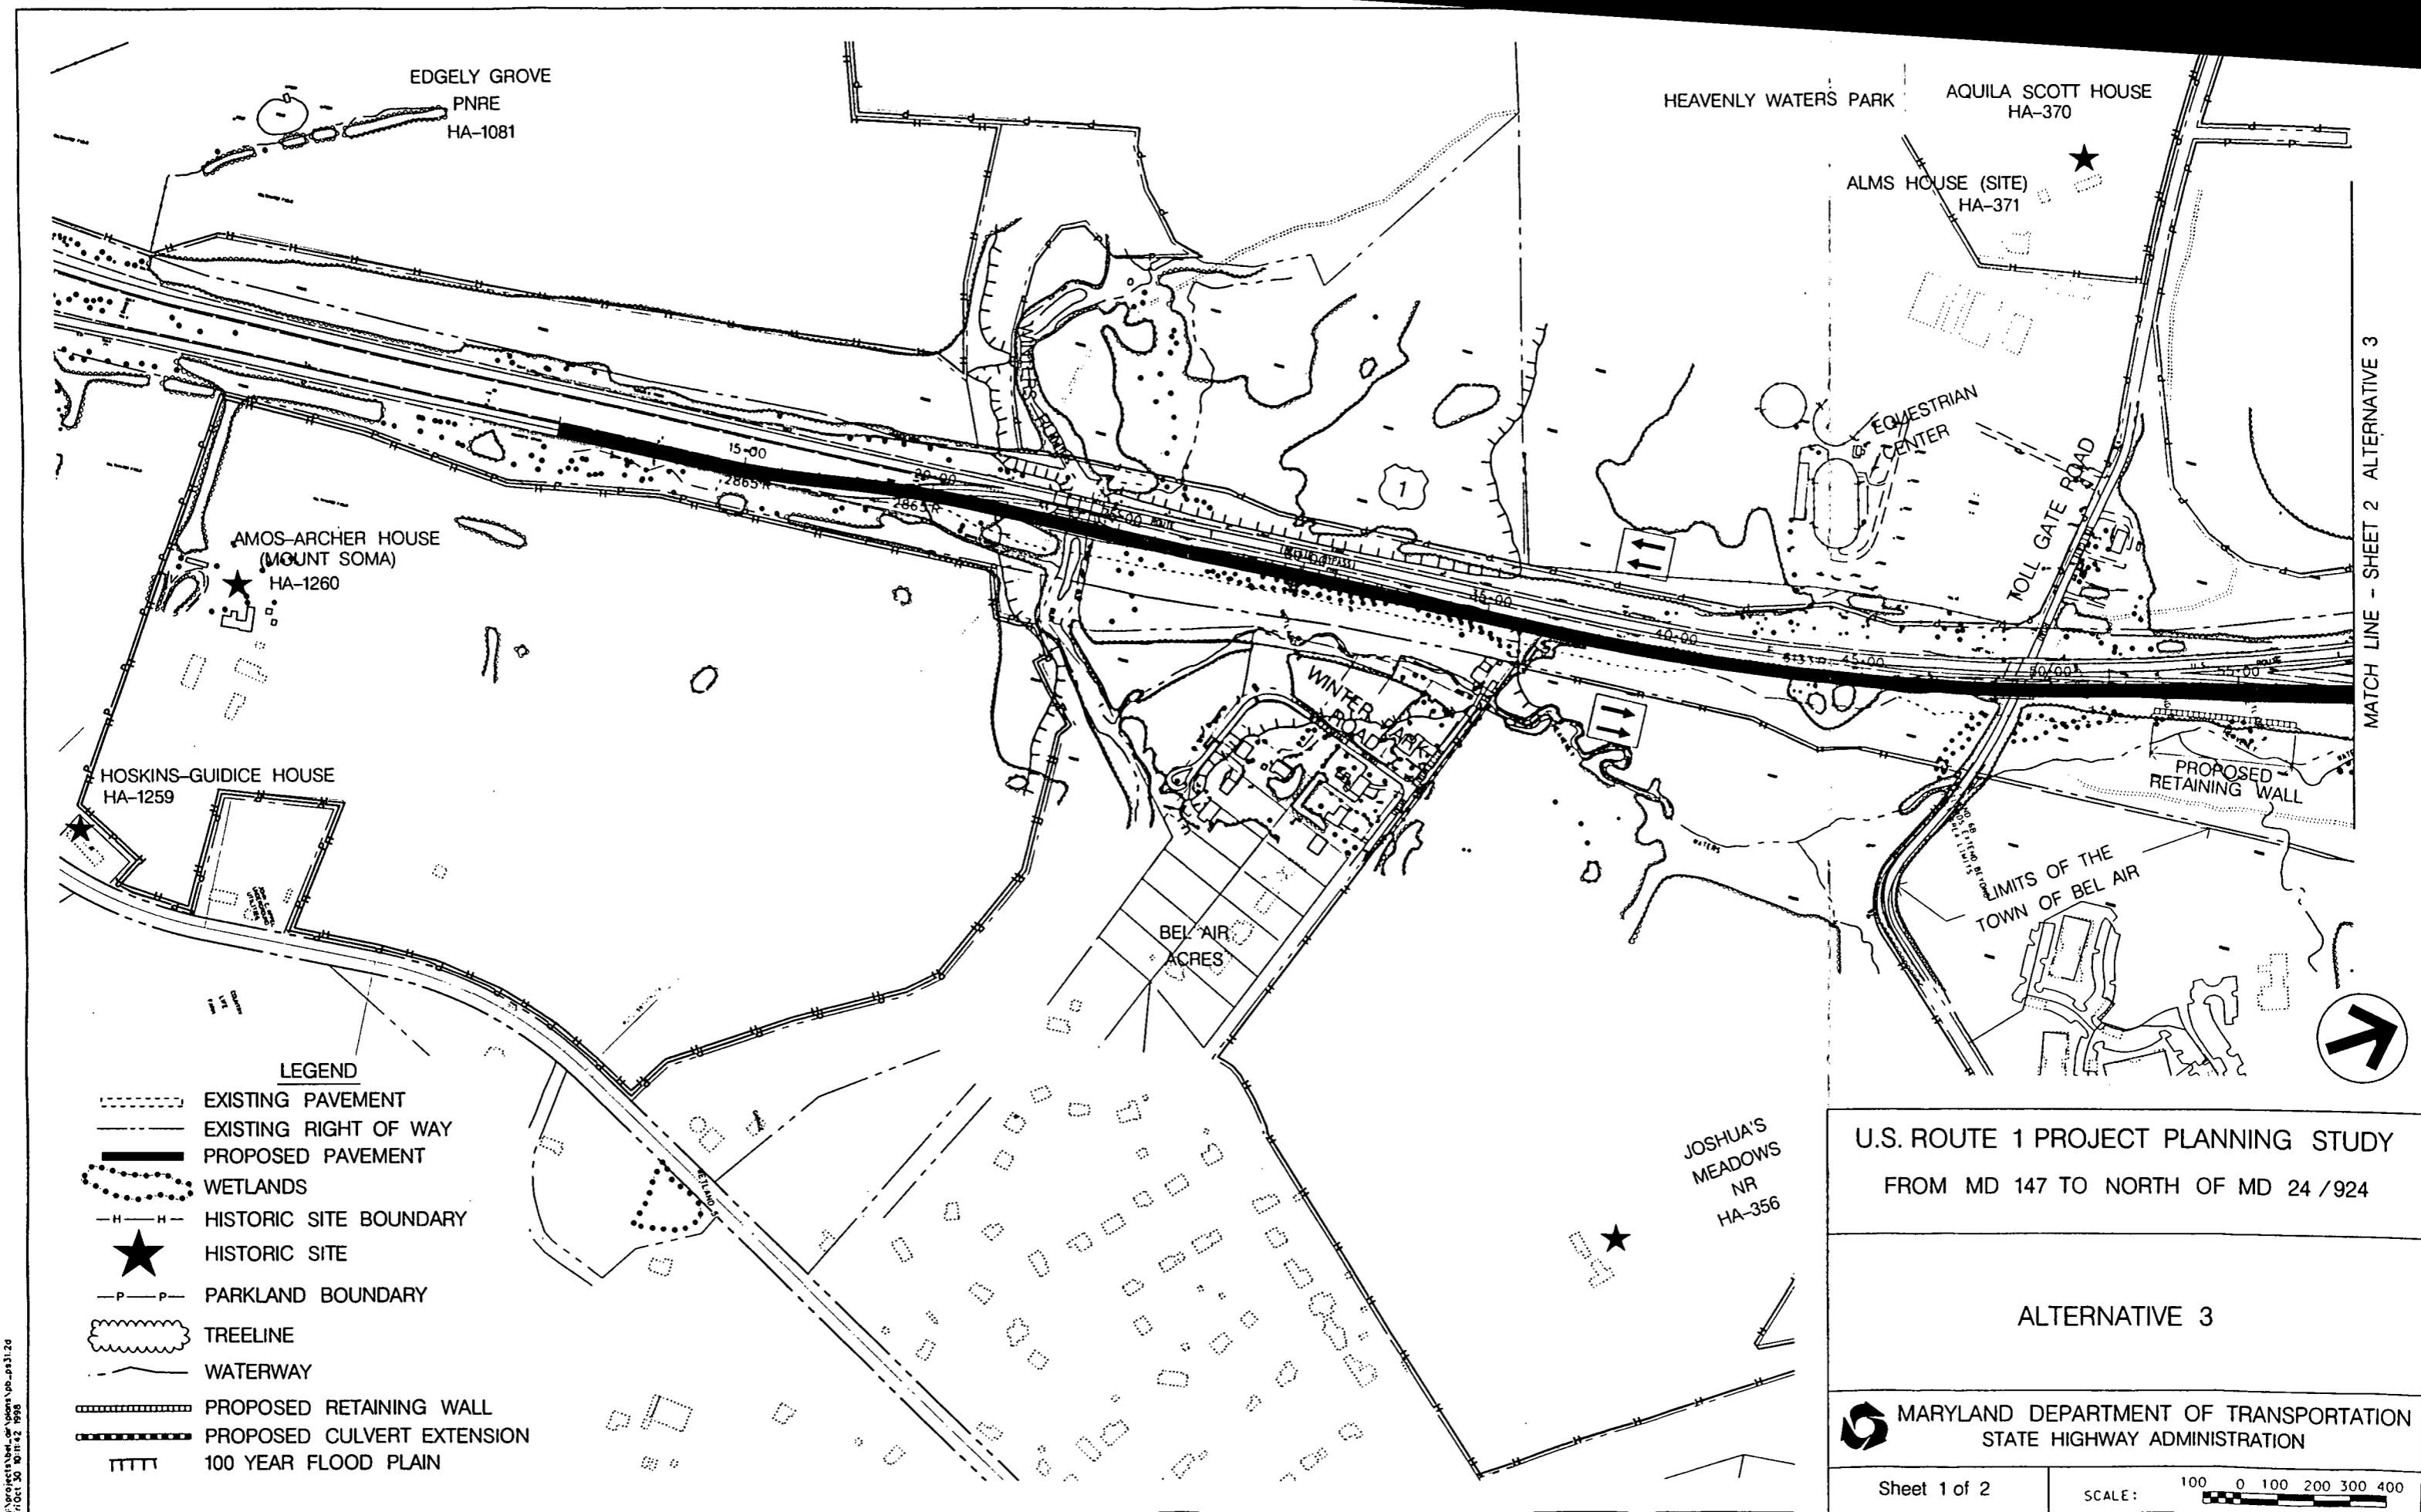 EDGELY GROVE
PNRE
HA-1081
HEAVENLY WATERS PARK
AQUILA SCOTT HOUSE
HA-370
ALMS HOUSE (SITE)
HA-371
EQUESTRIAN
CENTER
TOLL GATE ROAD
MATCH LINE - SHEET 2 ALTERNATIVE 3
1
WINTERS RUN
15+00
20+00
2865'R
2865'R
35+00
40+00
45+00
50+00
55+00
AMOS-ARCHER HOUSE
(MOUNT SOMA)
HA-1260
WINTER PARK
ROAD
PROPOSED
RETAINING WALL
HOSKINS-GUIDICE HOUSE
HA-1259
LIMITS OF THE
TOWN OF BEL AIR
BEL AIR
ACRES
WATERS
WETLAND
JOSHUA'S
MEADOWS
NR
HA-356
LEGEND
EXISTING PAVEMENT
EXISTING RIGHT OF WAY
PROPOSED PAVEMENT
WETLANDS
—H—H— HISTORIC SITE BOUNDARY
HISTORIC SITE
—P—P— PARKLAND BOUNDARY
TREELINE
WATERWAY
PROPOSED RETAINING WALL
PROPOSED CULVERT EXTENSION
100 YEAR FLOOD PLAIN
U.S. ROUTE 1 PROJECT PLANNING STUDY
FROM MD 147 TO NORTH OF MD 24 /924
ALTERNATIVE 3
MARYLAND DEPARTMENT OF TRANSPORTATION
STATE HIGHWAY ADMINISTRATION
Sheet 1 of 2
SCALE:
100 0 100 200 300 400